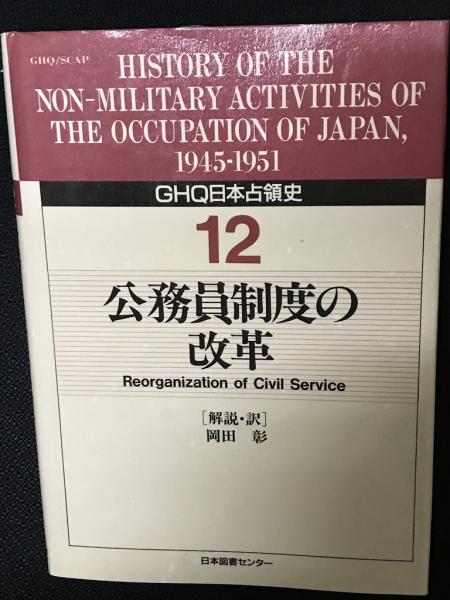 GHQ/SCAP
HISTORY OF THE
NON-MILITARY ACTIVITIES OF
THE OCCUPATION OF JAPAN,
1945-1951
GHQ日本占領史
12
公務員制度の
改革
Reorganization of Civil Service
［解説・訳］
岡田 彰
日本図書センター